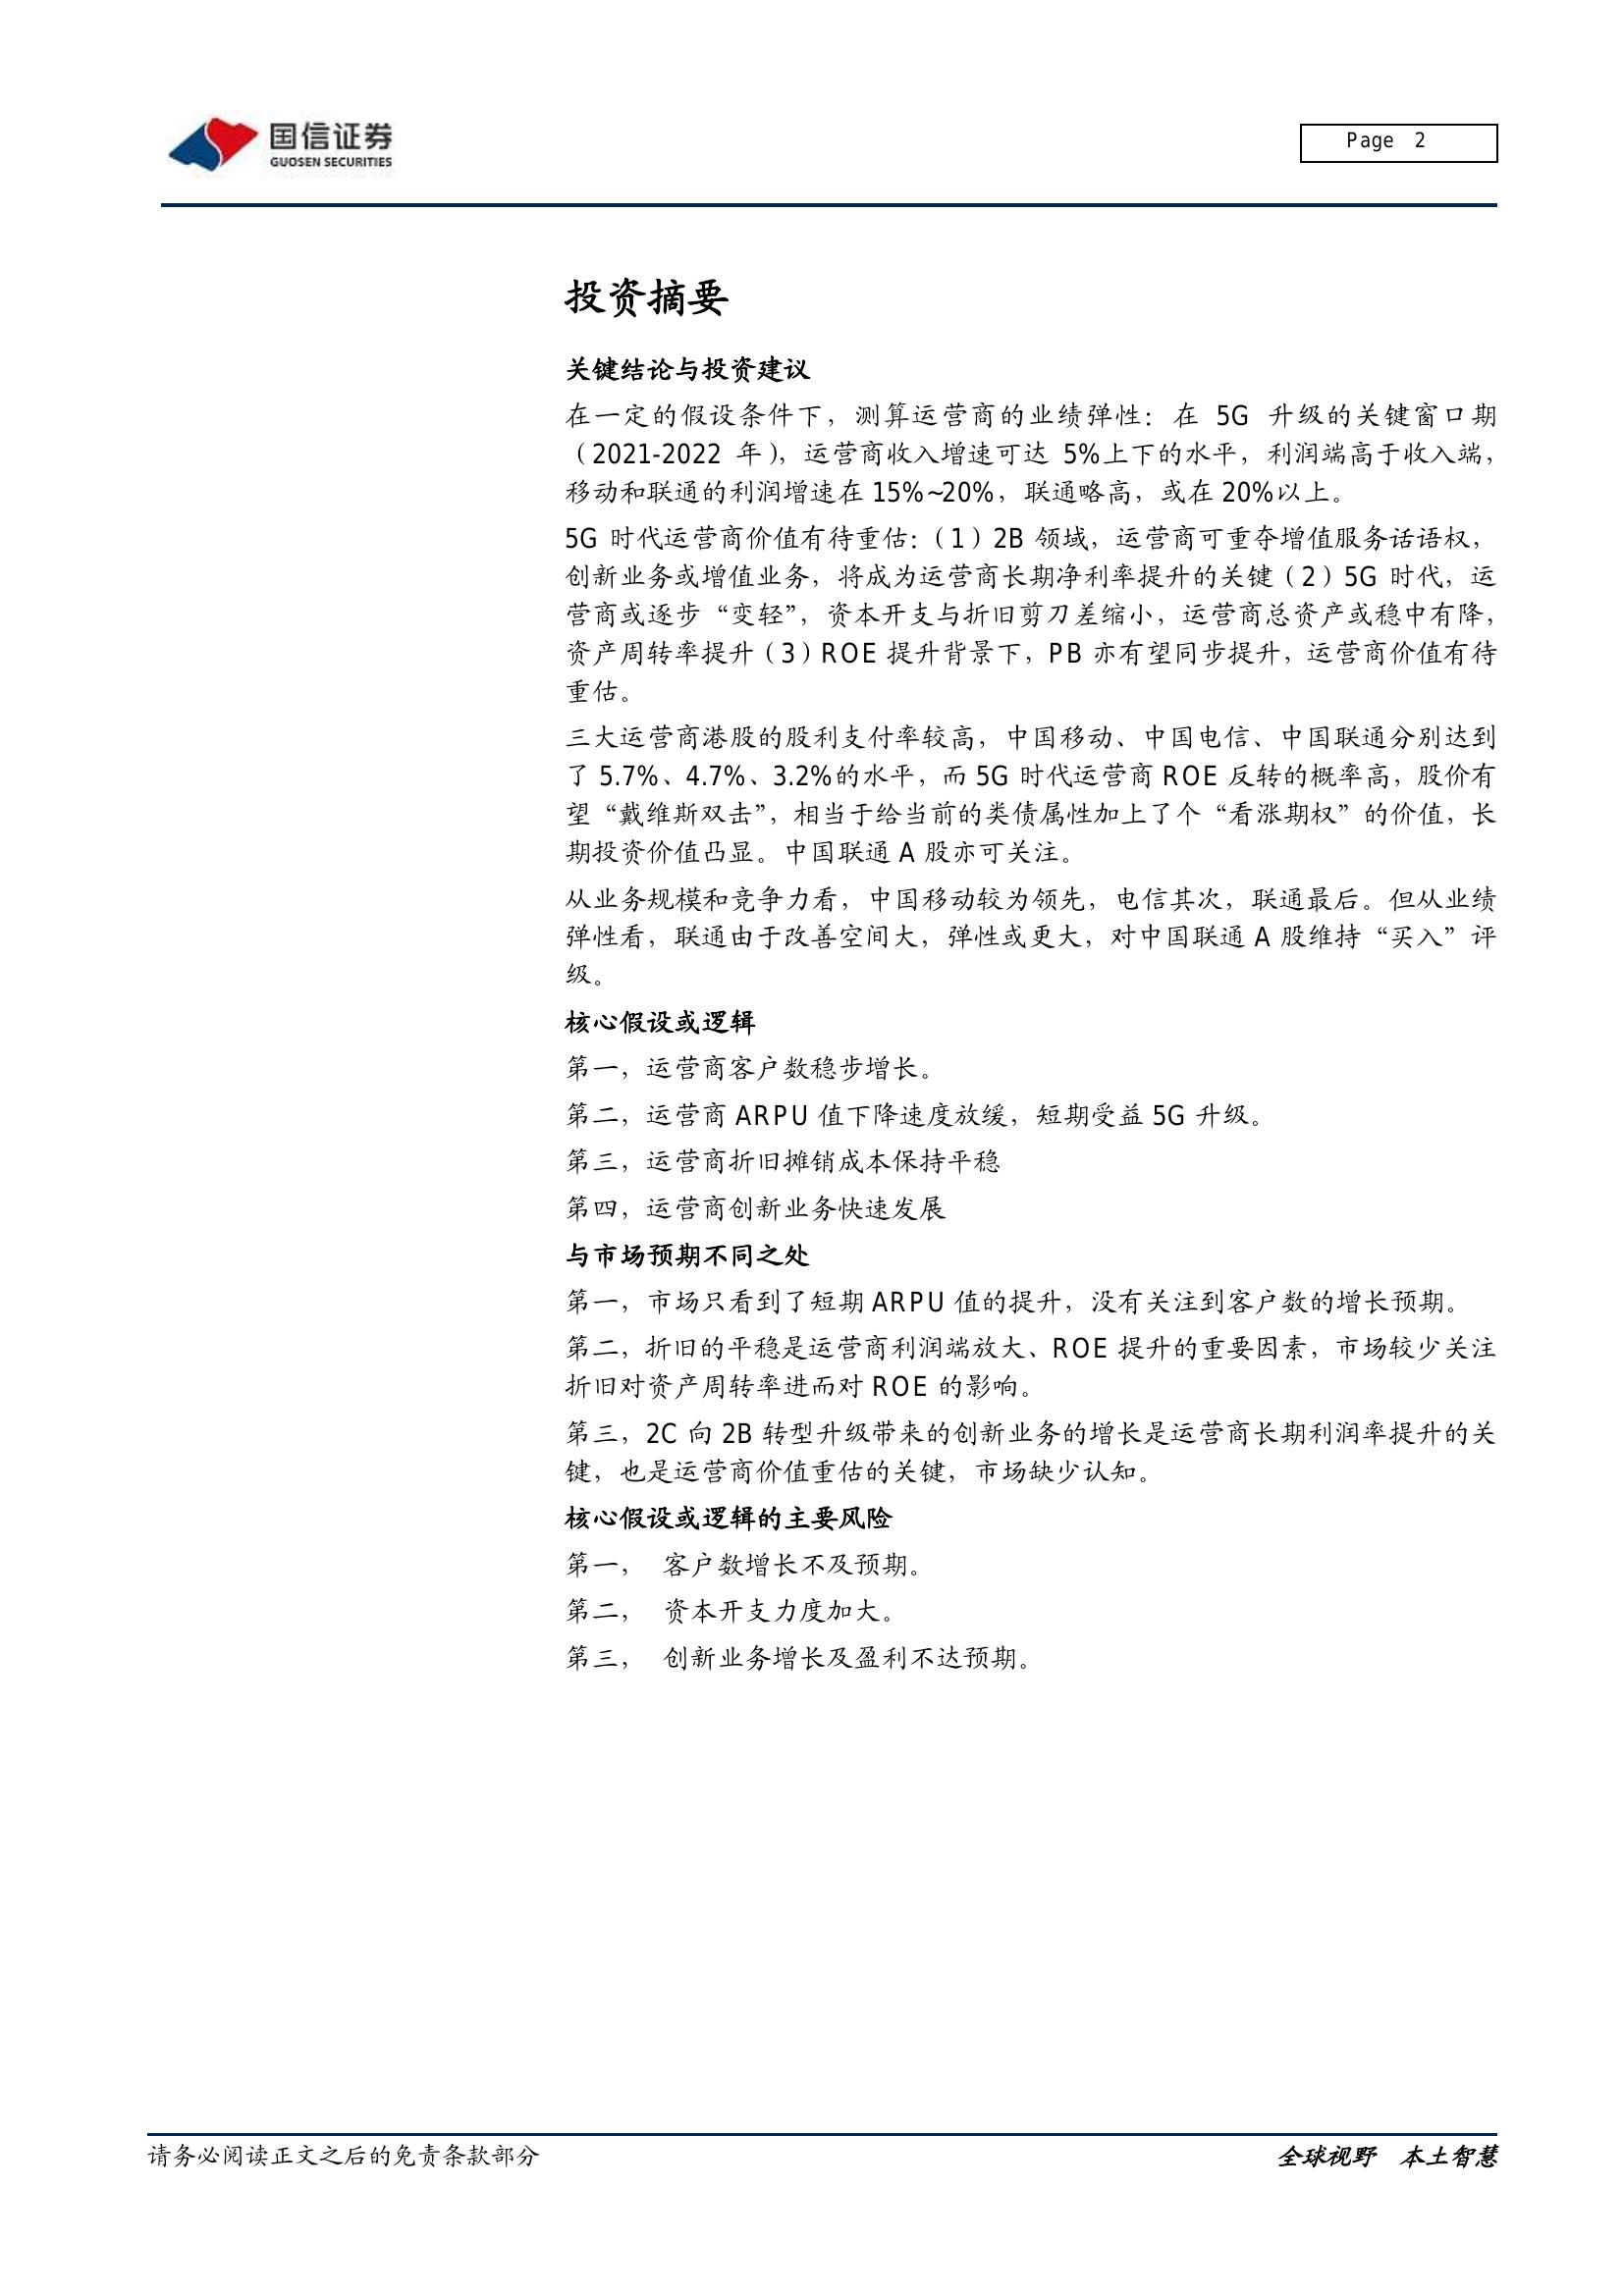 国信证券
GUOSEN SECURITIES
Page 2
投资摘要
关键结论与投资建议
在一定的假设条件下，测算运营商的业绩弹性：在 5G 升级的关键窗口期
（2021-2022 年），运营商收入增速可达 5%上下的水平，利润端高于收入端，
移动和联通的利润增速在 15%~20%，联通略高，或在 20%以上。
5G 时代运营商价值有待重估：（1）2B 领域，运营商可重夺增值服务话语权，
创新业务或增值业务，将成为运营商长期净利率提升的关键（2）5G 时代，运
营商或逐步“变轻”，资本开支与折旧剪刀差缩小，运营商总资产或稳中有降，
资产周转率提升（3）ROE 提升背景下，PB 亦有望同步提升，运营商价值有待
重估。
三大运营商港股的股利支付率较高，中国移动、中国电信、中国联通分别达到
了 5.7%、4.7%、3.2%的水平，而 5G 时代运营商 ROE 反转的概率高，股价有
望“戴维斯双击”，相当于给当前的类债属性加上了个“看涨期权”的价值，长
期投资价值凸显。中国联通 A 股亦可关注。
从业务规模和竞争力看，中国移动较为领先，电信其次，联通最后。但从业绩
弹性看，联通由于改善空间大，弹性或更大，对中国联通 A 股维持“买入”评
级。
核心假设或逻辑
第一，运营商客户数稳步增长。
第二，运营商 ARPU 值下降速度放缓，短期受益 5G 升级。
第三，运营商折旧摊销成本保持平稳
第四，运营商创新业务快速发展
与市场预期不同之处
第一，市场只看到了短期 ARPU 值的提升，没有关注到客户数的增长预期。
第二，折旧的平稳是运营商利润端放大、ROE 提升的重要因素，市场较少关注
折旧对资产周转率进而对 ROE 的影响。
第三，2C 向 2B 转型升级带来的创新业务的增长是运营商长期利润率提升的关
键，也是运营商价值重估的关键，市场缺少认知。
核心假设或逻辑的主要风险
第一， 客户数增长不及预期。
第二， 资本开支力度加大。
第三， 创新业务增长及盈利不达预期。
请务必阅读正文之后的免责条款部分
全球视野 本土智慧